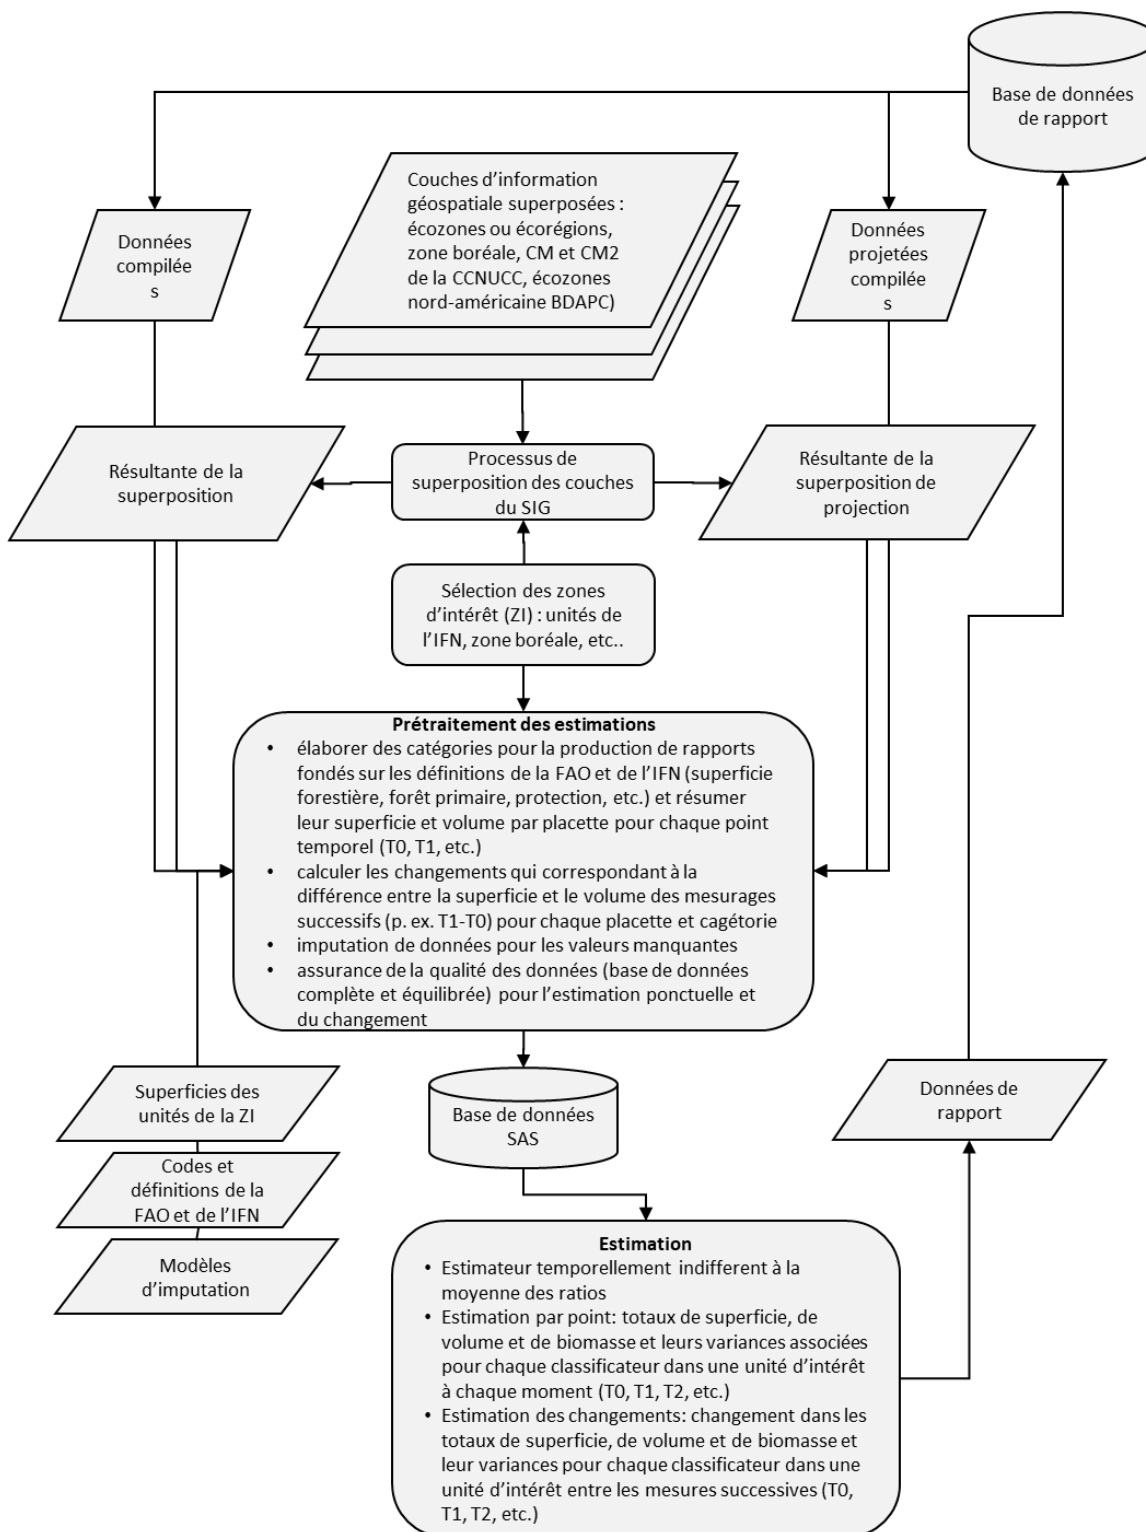 Base de données
de rapport
Couches d'information
géospatiale superposées :
écozones ou écorégions,
zone boréale, CM et CM2
de la CCNUCC, écozones
nord-américaine BDAPC)
Données
compilée
s
Données
projetées
compilée
s
Résultante de la
superposition
Processus de
superposition des couches
du SIG
Résultante de la
superposition de
projection
Sélection des zones
d'intérêt (ZI) : unités de
l'IFN, zone boréale, etc..
Prétraitement des estimations
• élaborer des catégories pour la production de rapports
fondés sur les définitions de la FAO et de l'IFN (superficie
forestière, forêt primaire, protection, etc.) et résumer
leur superficie et volume par placette pour chaque point
temporel (T0, T1, etc.)
• calculer les changements qui correspondant à la
différence entre la superficie et le volume des mesurages
successifs (p. ex. T1-T0) pour chaque placette et cagétorie
• imputation de données pour les valeurs manquantes
• assurance de la qualité des données (base de données
complète et équilibrée) pour l'estimation ponctuelle et
du changement
Superficies des
unités de la ZI
Base de données
SAS
Données de
rapport
Codes et
définitions de la
FAO et de l'IFN
Modèles
d'imputation
Estimation
• Estimateur temporellement indifferent à la
moyenne des ratios
• Estimation par point: totaux de superficie, de
volume et de biomasse et leurs variances associées
pour chaque classificateur dans une unité d'intérêt
à chaque moment (T0, T1, T2, etc.)
• Estimation des changements: changement dans les
totaux de superficie, de volume et de biomasse et
leur variances pour chaque classificateur dans une
unité d'intérêt entre les mesures successives (T0,
T1, T2, etc.)